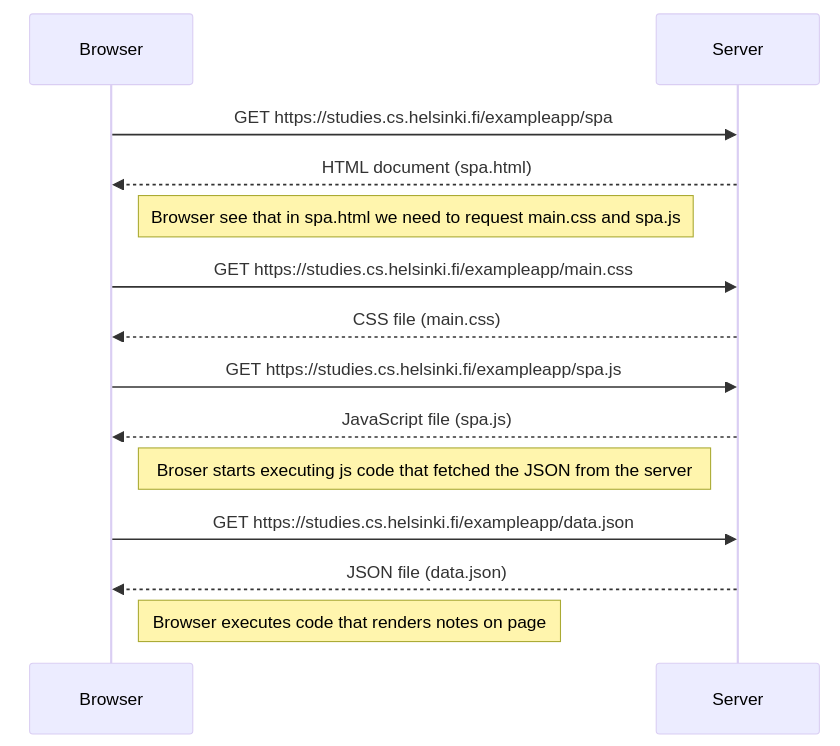 Browser
Server
GET https://studies.cs.helsinki.fi/exampleapp/spa
HTML document (spa.html)
Browser see that in spa.html we need to request main.css and spa.js
GET https://studies.cs.helsinki.fi/exampleapp/main.css
CSS file (main.css)
GET https://studies.cs.helsinki.fi/exampleapp/spa.js
JavaScript file (spa.js)
Broser starts executing js code that fetched the JSON from the server
GET https://studies.cs.helsinki.fi/exampleapp/data.json
JSON file (data.json)
Browser executes code that renders notes on page
Browser
Server